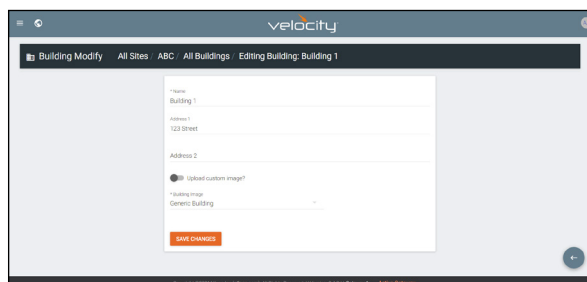 velocity
Building Modify All Sites / ABC / All Buildings / Editing Building: Building 1
* Name
Building 1
Address 1
123 Street
Address 2
Upload custom image?
* Building Image
Generic Building
SAVE CHANGES